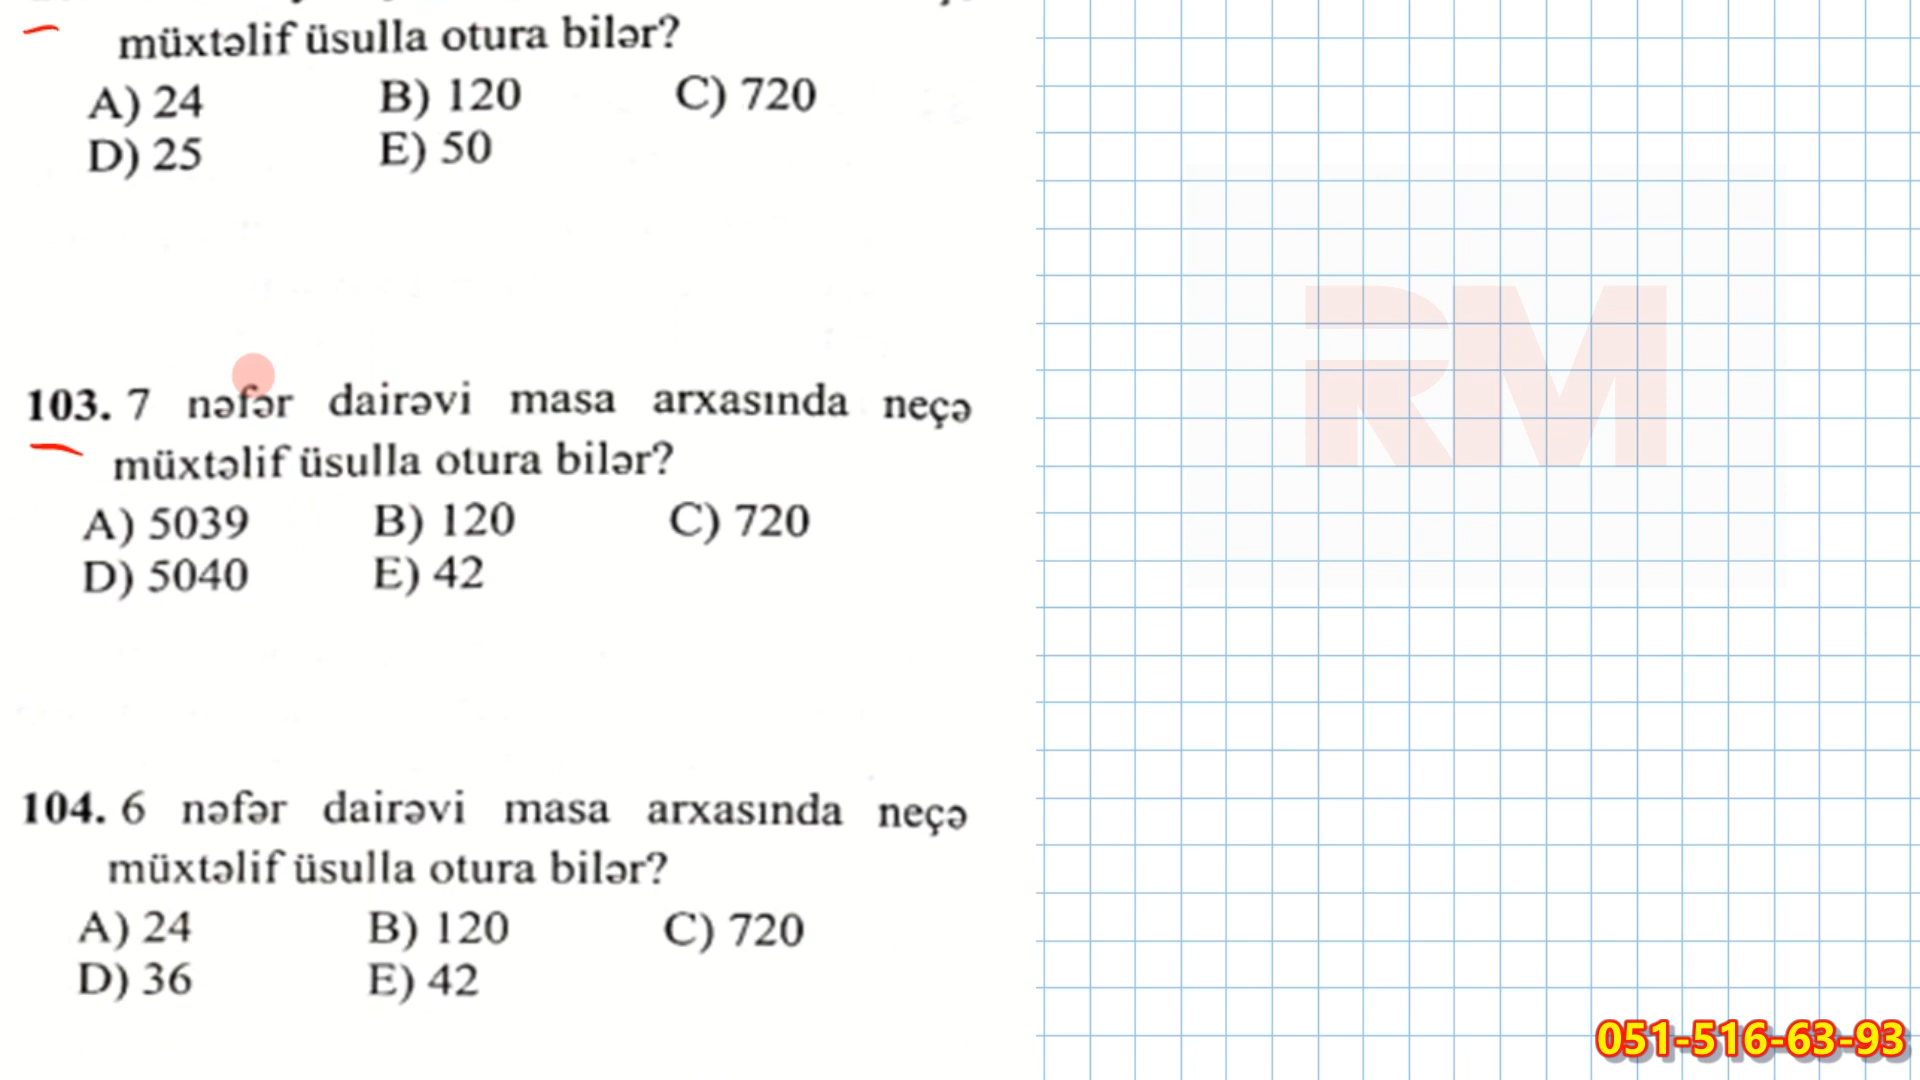 müxtəlif üsulla otura bilər?
A) 24 B) 120 C) 720
D) 25 E) 50
103. 7 nəfər dairəvi masa arxasında neçə
müxtəlif üsulla otura bilər?
A) 5039 B) 120 C) 720
D) 5040 E) 42
104. 6 nəfər dairəvi masa arxasında neçə
müxtəlif üsulla otura bilər?
A) 24 B) 120 C) 720
D) 36 E) 42
RM
051-516-63-93